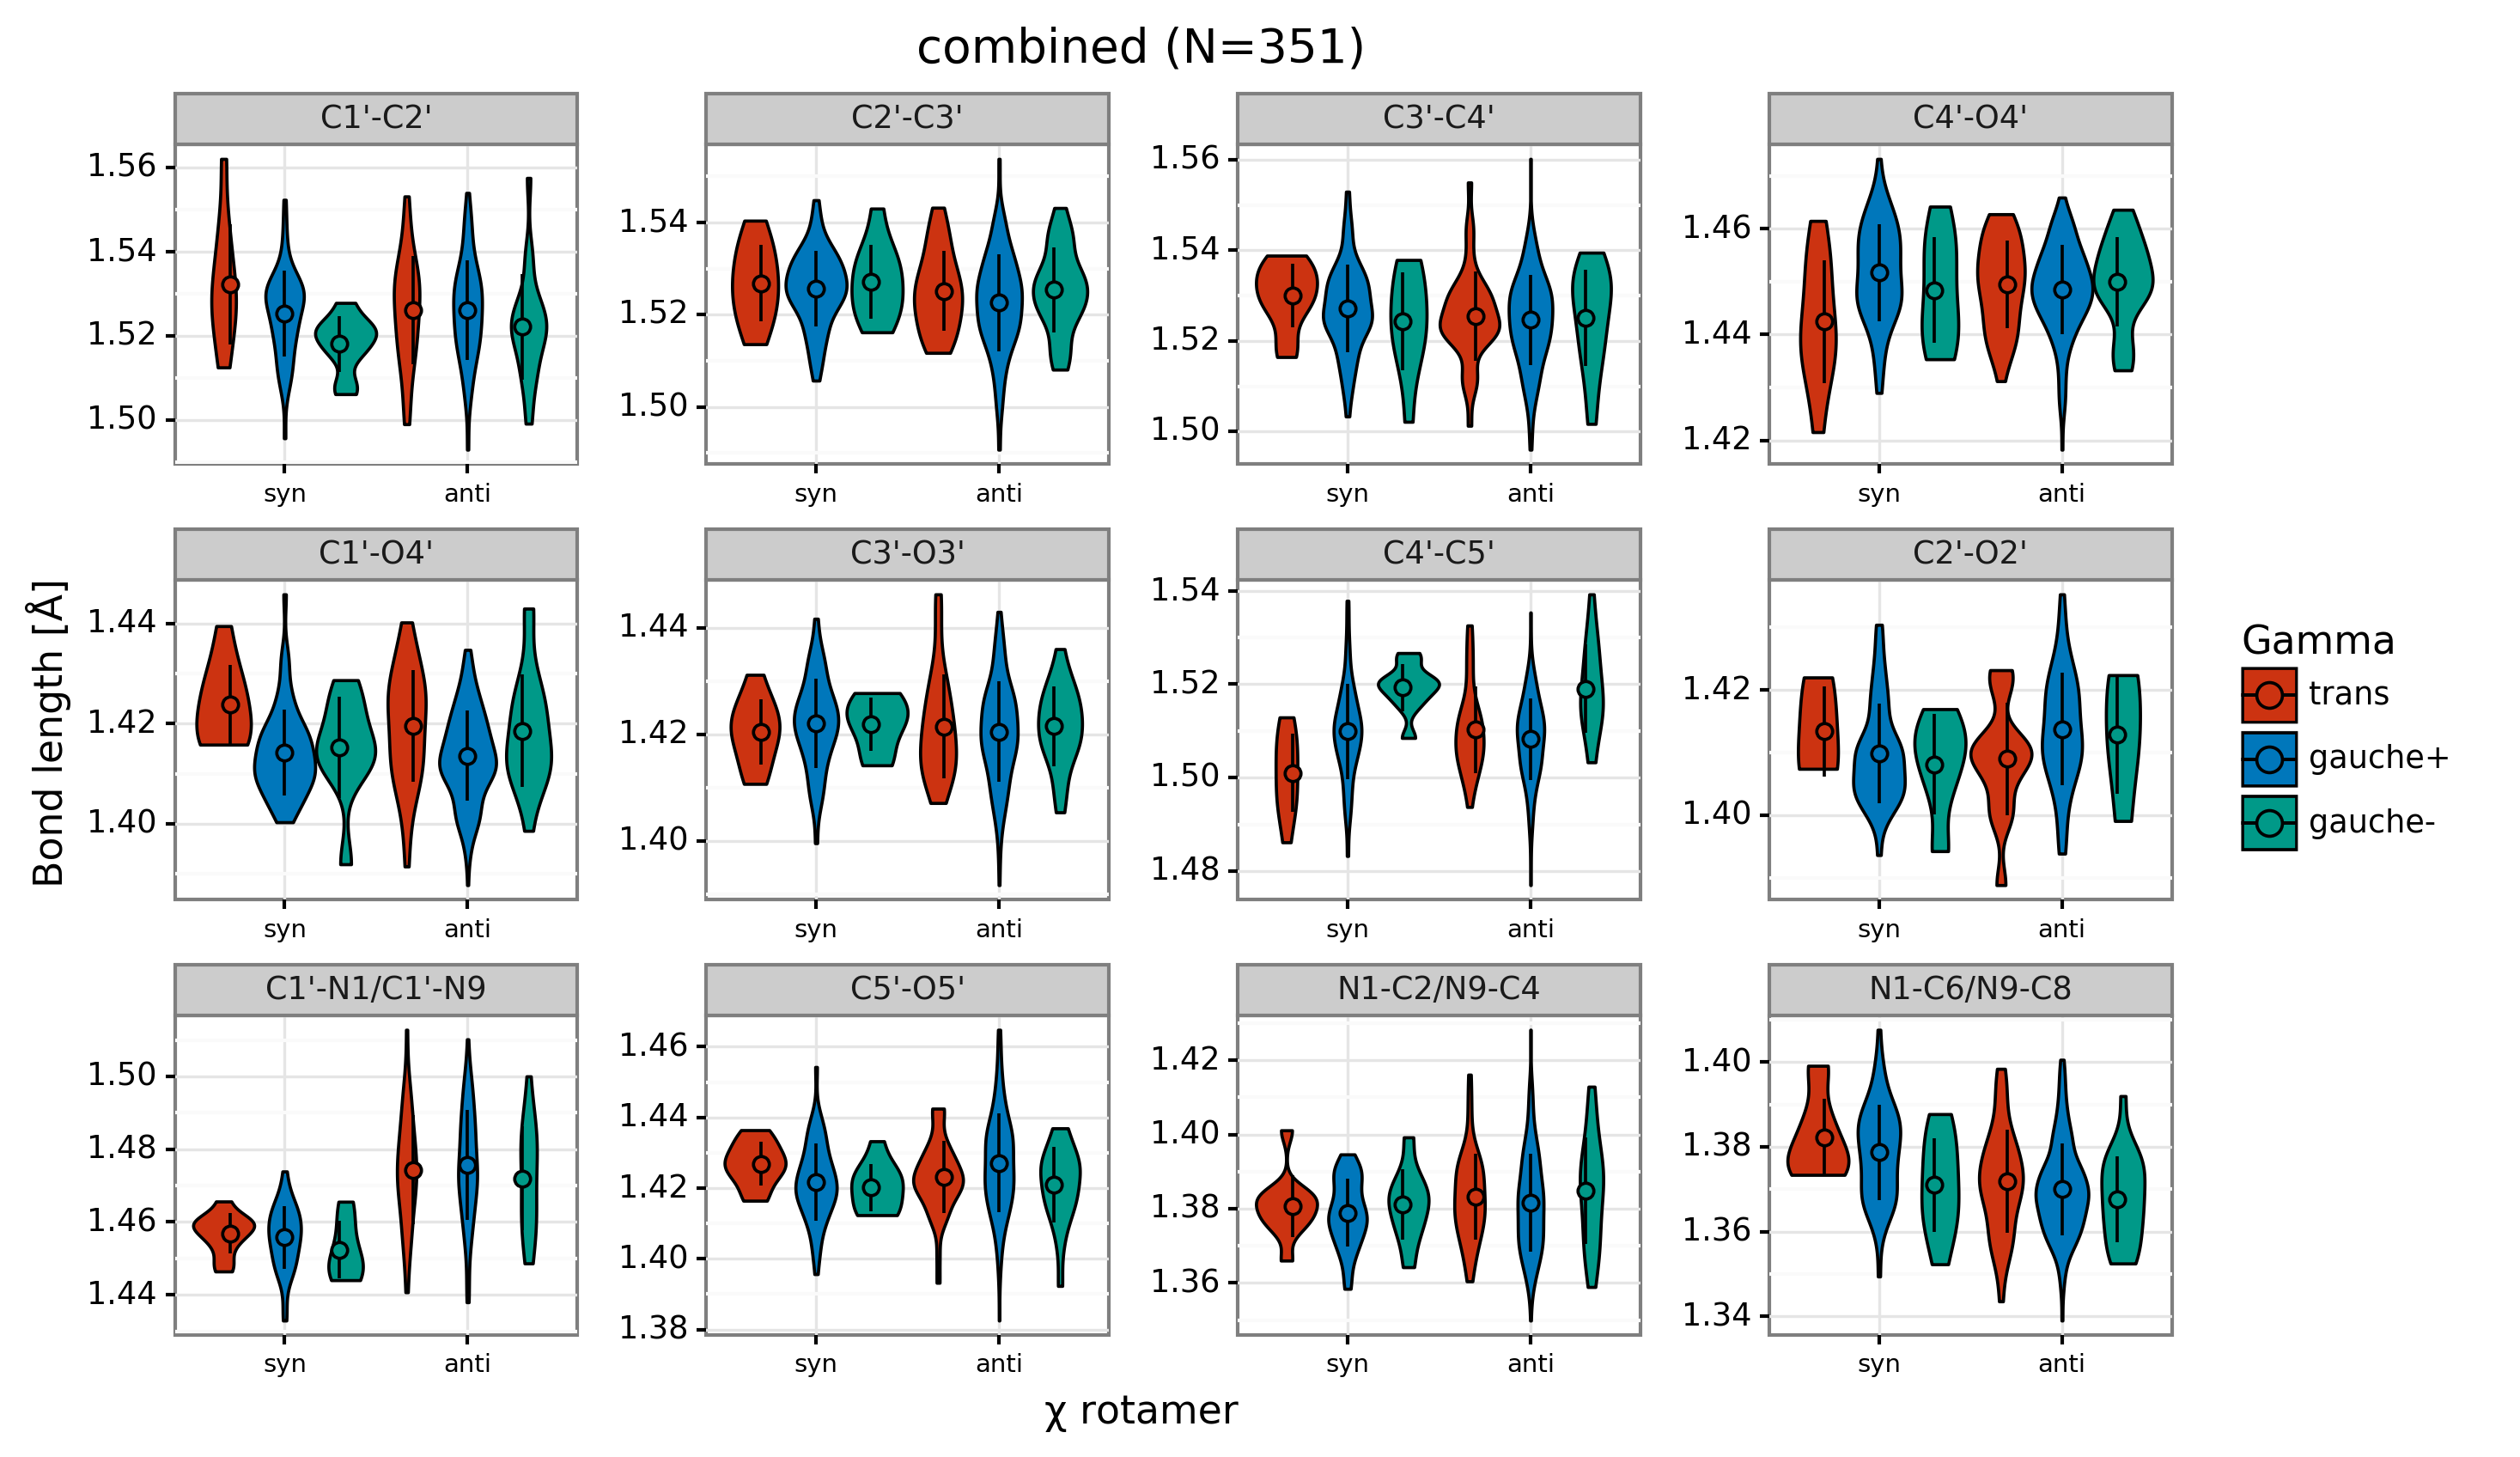 combined (N=351)
C1'-C2'
C2'-C3'
C3'-C4'
C4'-O4'
1.56
1.54
1.52
1.50
1.54
1.52
1.50
1.56
1.54
1.52
1.50
1.46
1.44
1.42
syn anti
syn anti
syn anti
syn anti
C1'-O4'
C3'-O3'
C4'-C5'
C2'-O2'
1.44
1.42
1.40
1.44
1.42
1.40
1.54
1.52
1.50
1.48
1.42
1.40
syn anti
syn anti
syn anti
syn anti
C1'-N1/C1'-N9
C5'-O5'
N1-C2/N9-C4
N1-C6/N9-C8
1.50
1.48
1.46
1.44
1.46
1.44
1.42
1.40
1.38
1.42
1.40
1.38
1.36
1.40
1.38
1.36
1.34
syn anti
syn anti
syn anti
syn anti
Bond length [Å]
χ rotamer
Gamma
trans
gauche+
gauche-